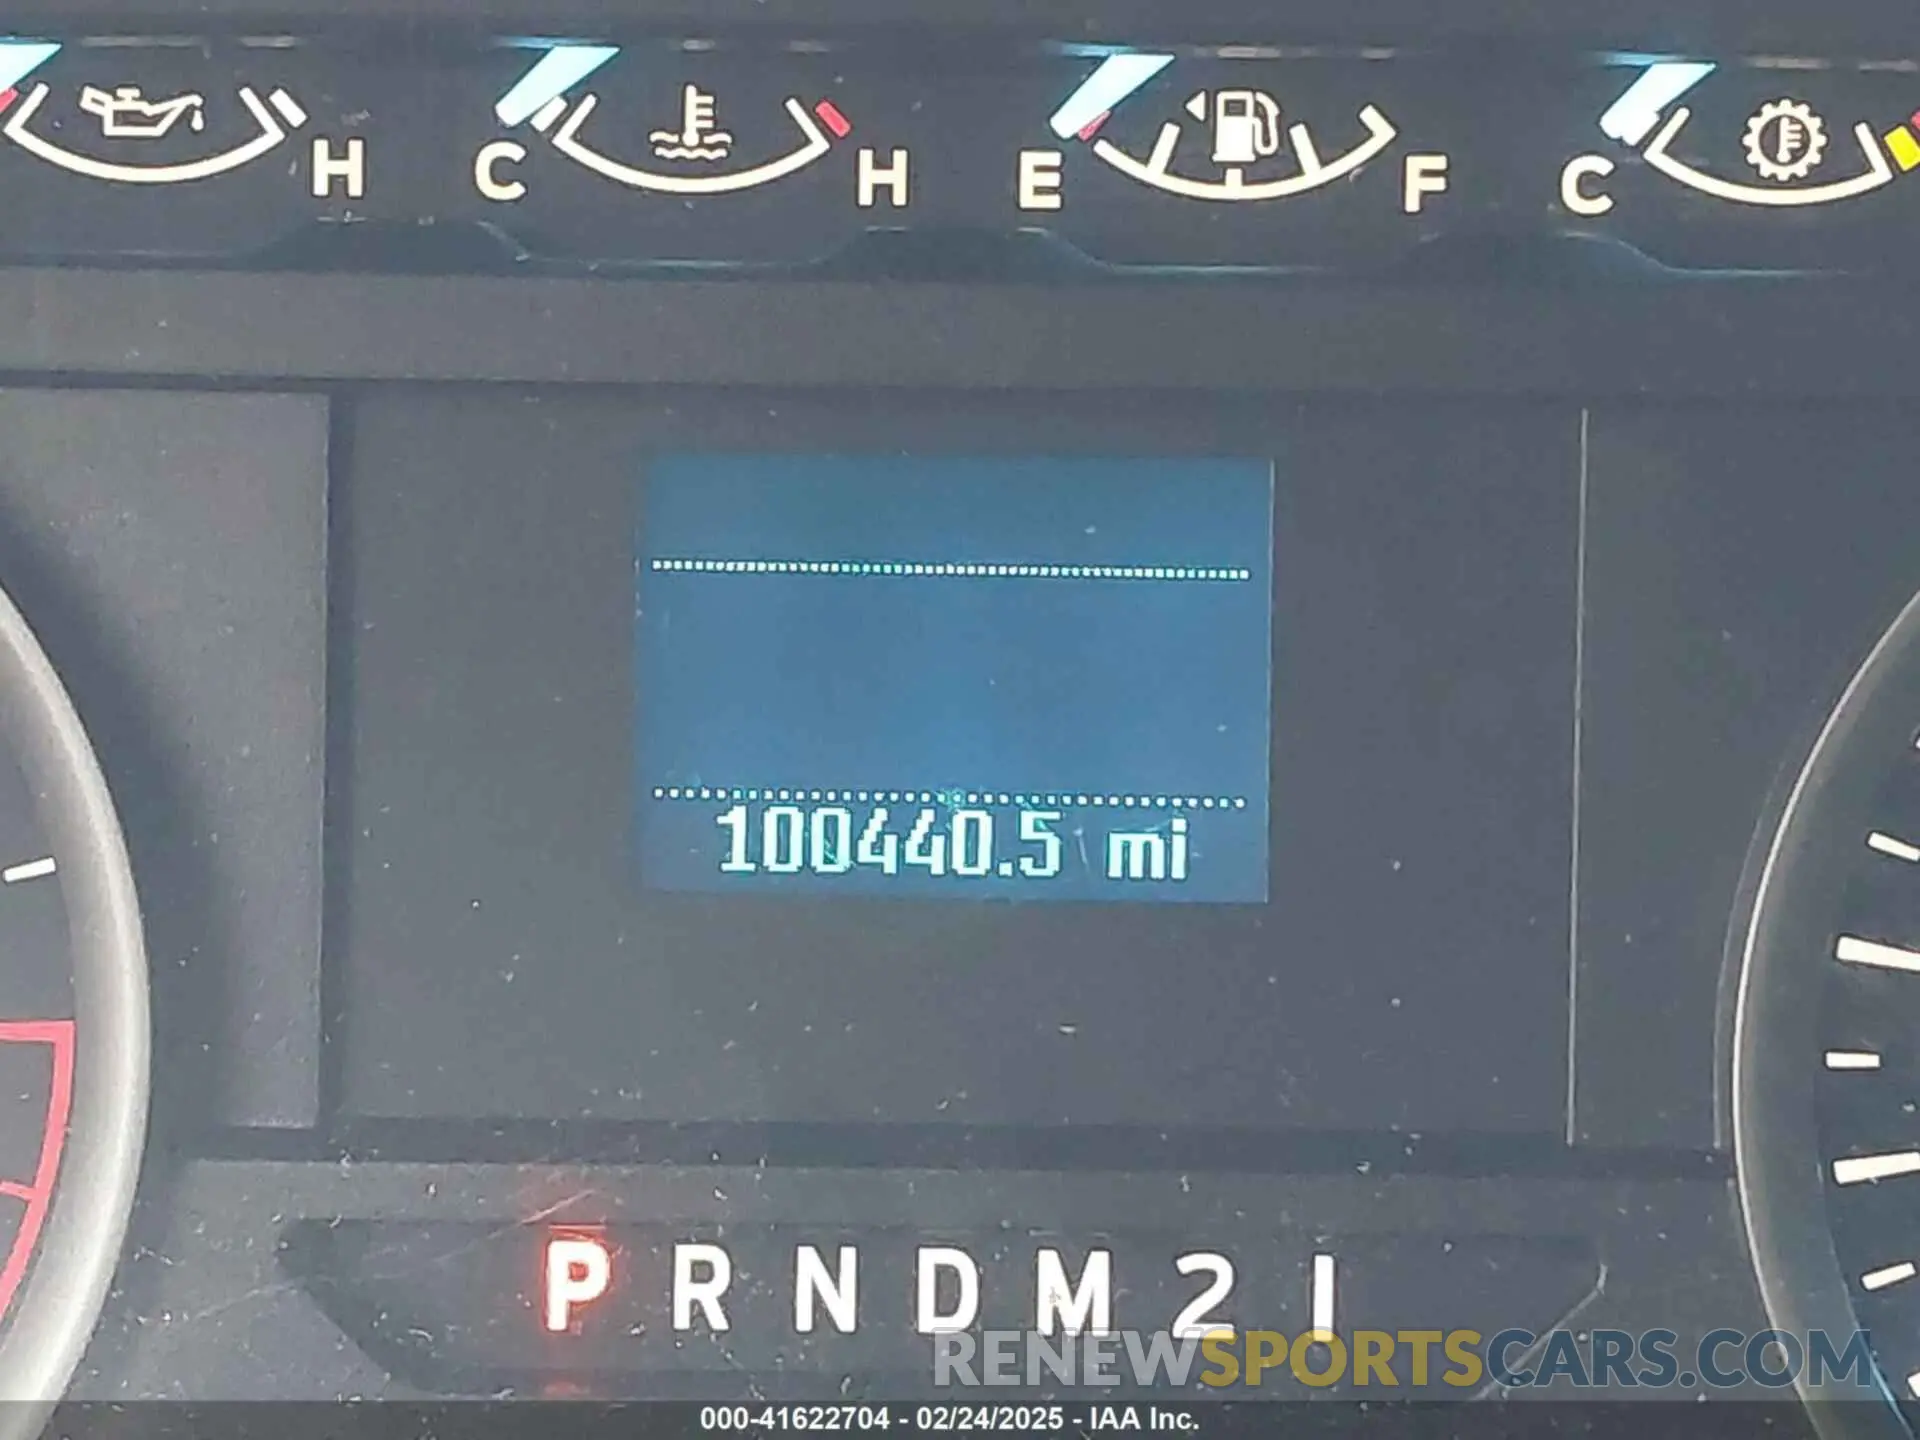 H C H E F C
100440.5 mi
P R N D M 2 1
RENEWSPORTSCARS.COM
000-41622704 - 02/24/2025 - IAA Inc.